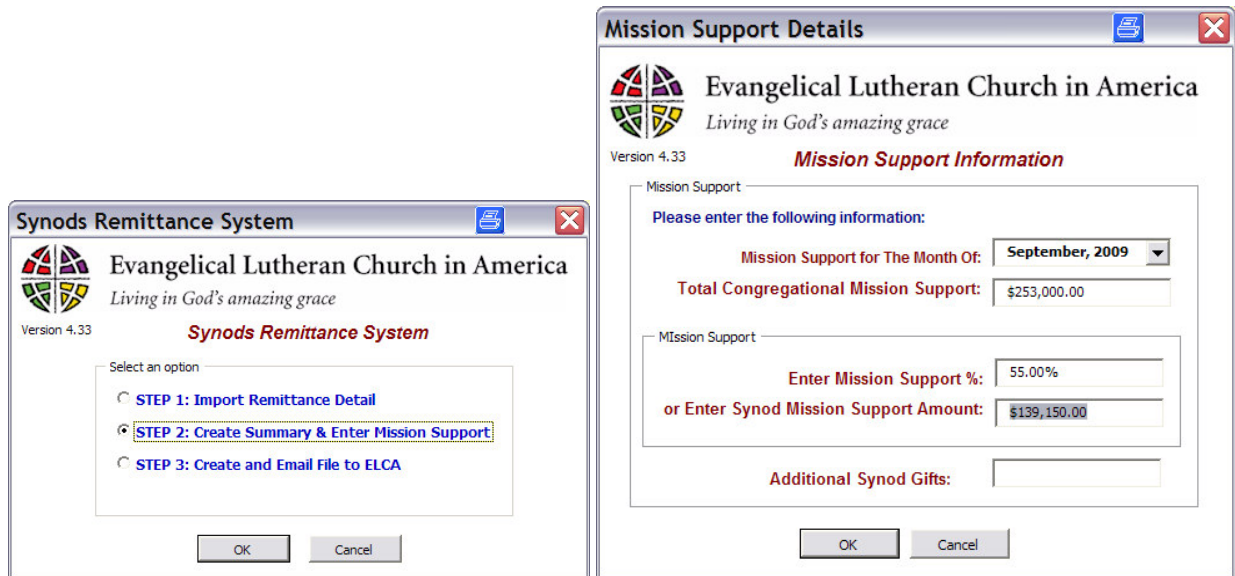 Synods Remittance System
Evangelical Lutheran Church in America
Living in God's amazing grace
Version 4.33
Synods Remittance System
Select an option
STEP 1: Import Remittance Detail
STEP 2: Create Summary & Enter Mission Support
STEP 3: Create and Email File to ELCA
OK Cancel
Mission Support Details
Evangelical Lutheran Church in America
Living in God's amazing grace
Version 4.33
Mission Support Information
Mission Support
Please enter the following information:
Mission Support for The Month Of: September, 2009
Total Congregational Mission Support: $253,000.00
MIssion Support
Enter Mission Support %: 55.00%
or Enter Synod Mission Support Amount: $139,150.00
Additional Synod Gifts:
OK Cancel